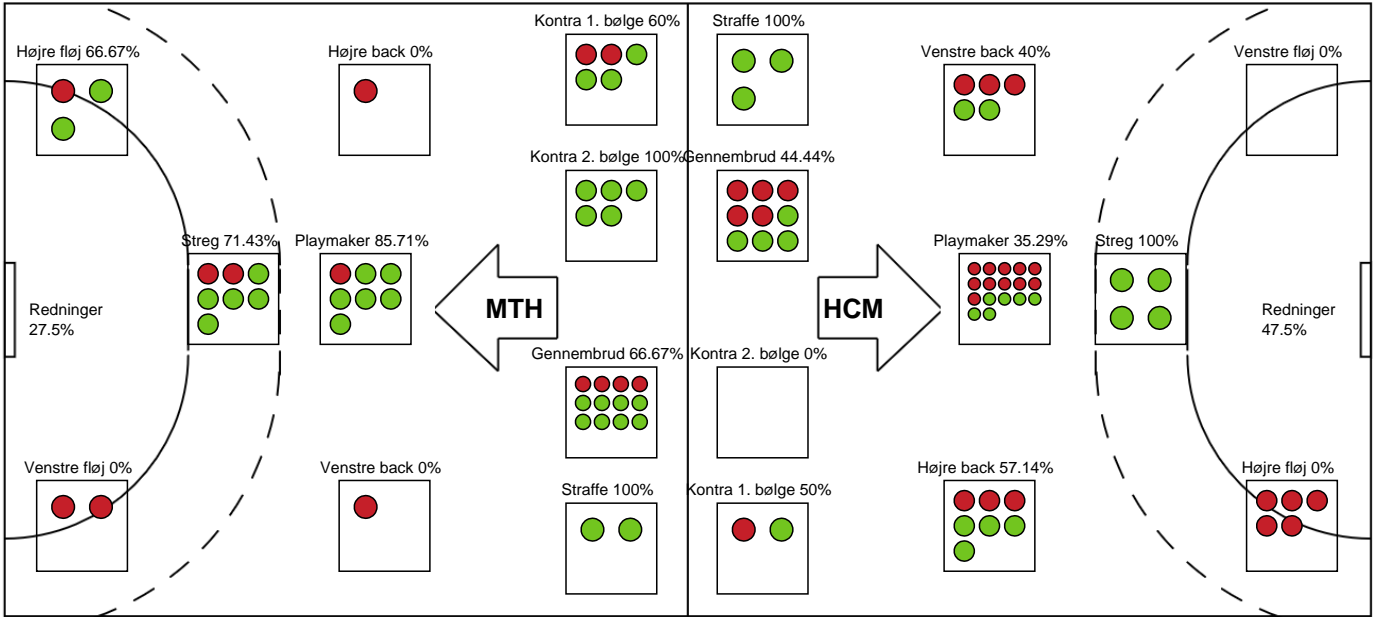 Kontra 1. bølge 60%
Straffe 100%
Højre fløj 66.67%
Højre back 0%
Venstre back 40%
Venstre fløj 0%
Kontra 2. bølge 100%
Gennembrud 44.44%
Streg 71.43%
Playmaker 85.71%
Playmaker 35.29%
Streg 100%
MTH
HCM
Redninger
27.5%
Redninger
47.5%
Gennembrud 66.67%
Kontra 2. bølge 0%
Venstre fløj 0%
Venstre back 0%
Straffe 100%
Kontra 1. bølge 50%
Højre back 57.14%
Højre fløj 0%